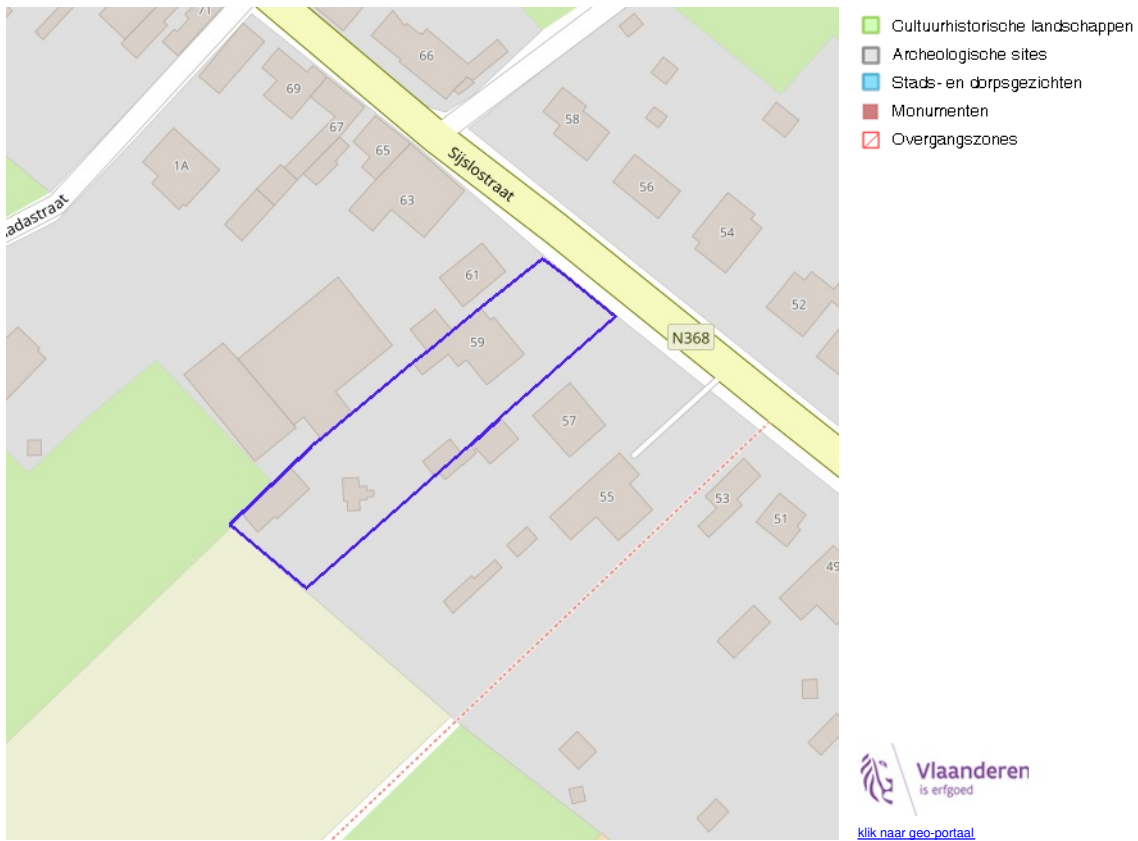 71
66
69
67
65
63
1A
58
56
54
52
Sijslostraat
adastraat
61
59
N368
57
55
53
51
49
Cultuurhistorische landschappen
Archeologische sites
Stads- en dorpsgezichten
Monumenten
Overgangszones
Vlaanderen
is erfgoed
klik naar geo-portaal